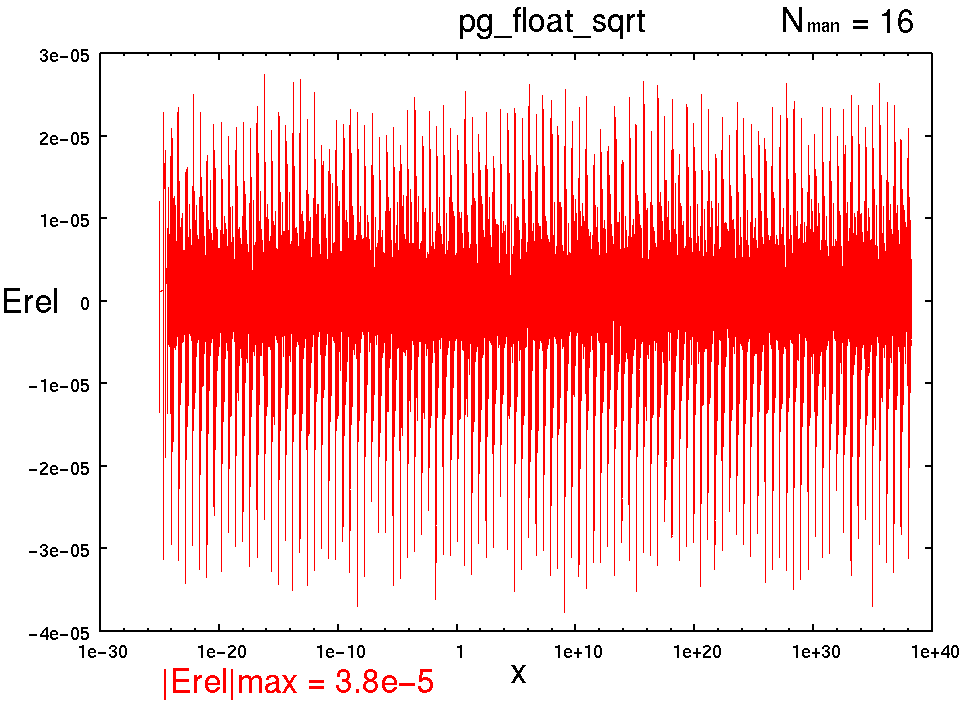 pg_float_sqrt
Nman = 16
3e-05
2e-05
1e-05
Erel
0
-1e-05
-2e-05
-3e-05
-4e-05
1e-30 1e-20 1e-10 1 1e+10 1e+20 1e+30 1e+40
x
|Erel|max = 3.8e-5